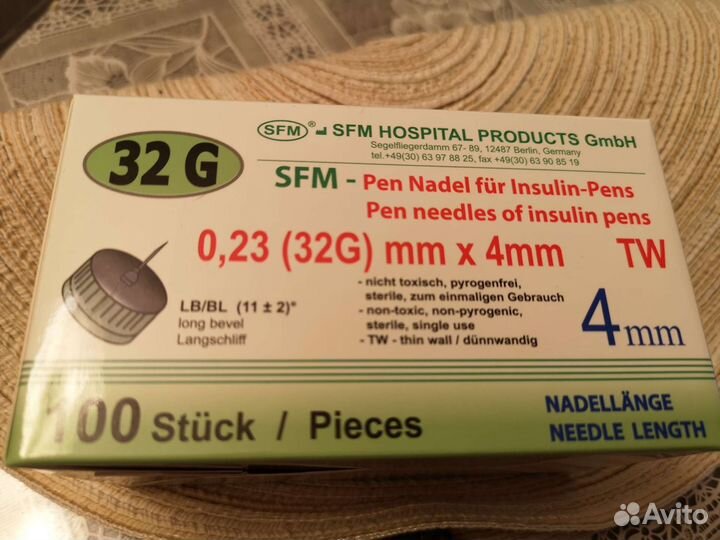 SFM ® SFM HOSPITAL PRODUCTS GmbH
Segelfliegerdamm 67- 89, 12487 Berlin, Germany
tel.+49(30) 63 97 88 25, fax +49(30) 63 90 85 19
32 G
SFM - Pen Nadel für Insulin-Pens
Pen needles of insulin pens
0,23 (32G) mm x 4mm TW
LB/BL (11 ± 2)°
long bevel
Langschliff
- nicht toxisch, pyrogenfrei,
sterile, zum einmaligen Gebrauch
- non-toxic, non-pyrogenic,
sterile, single use
- TW - thin wall / dünnwandig
4mm
100 Stück / Pieces
NADELLÄNGE
NEEDLE LENGTH
Avito